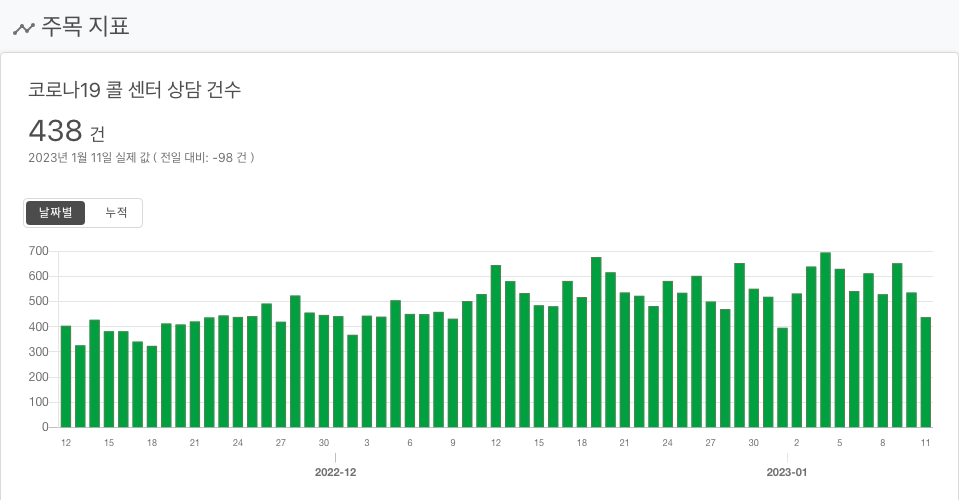 주목 지표
코로나19 콜 센터 상담 건수
438 건
2023년 1월 11일 실제 값 ( 전일 대비: -98 건 )
날짜별 누적
700
600
500
400
300
200
100
0
12 15 18 21 24 27 30 3 6 9 12 15 18 21 24 27 30 2 5 8 11
2022-12 2023-01